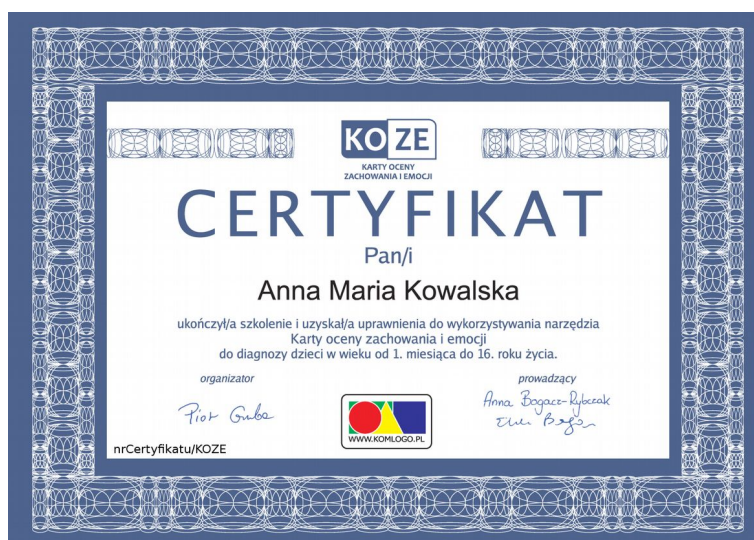 KO ZE
KARTY OCENY
ZACHOWANIA I EMOCJI
CERTYFIKAT
Pan/i
Anna Maria Kowalska
ukończył/a szkolenie i uzyskał/a uprawnienia do wykorzystywania narzędzia
Karty oceny zachowania i emocji
do diagnozy dzieci w wieku od 1. miesiąca do 16. roku życia.
organizator
prowadzący
Piotr Gruba
Anna Bogacz-Rybczak
WWW.KOMLOGO.PL
nrCertyfikatu/KOZE